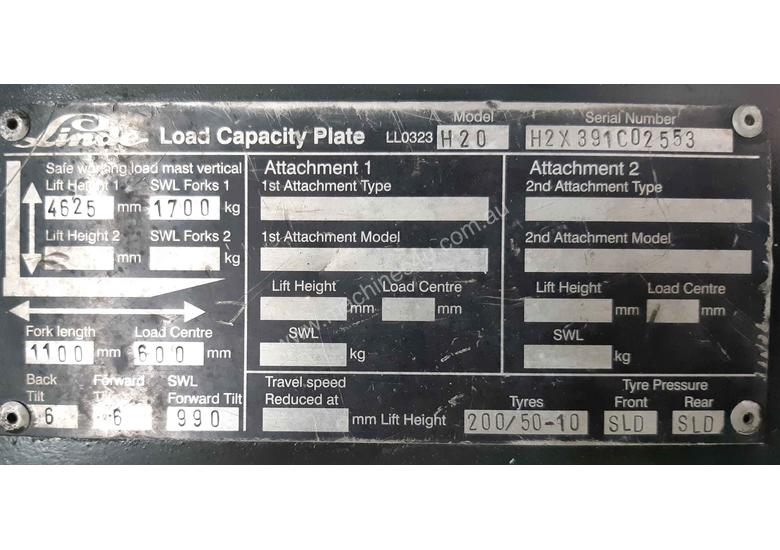 Linde Load Capacity Plate LL0323 Model H20 Serial Number H2X391C02553
Safe working load mast vertical
Lift Height 1 SWL Forks 1
4625 mm 1700 kg
Lift Height 2 SWL Forks 2
mm kg
Fork length Load Centre
1100 mm 600 mm
Back Tilt Forward Tilt SWL Forward Tilt
6 6 990
Attachment 1
1st Attachment Type
1st Attachment Model
Lift Height Load Centre
mm mm
SWL
kg
Attachment 2
2nd Attachment Type
2nd Attachment Model
Lift Height Load Centre
mm mm
SWL
kg
Travel speed
Reduced at mm Lift Height
Tyres
200/50-10
Tyre Pressure
Front Rear
SLD SLD
www.machines4u.com.au